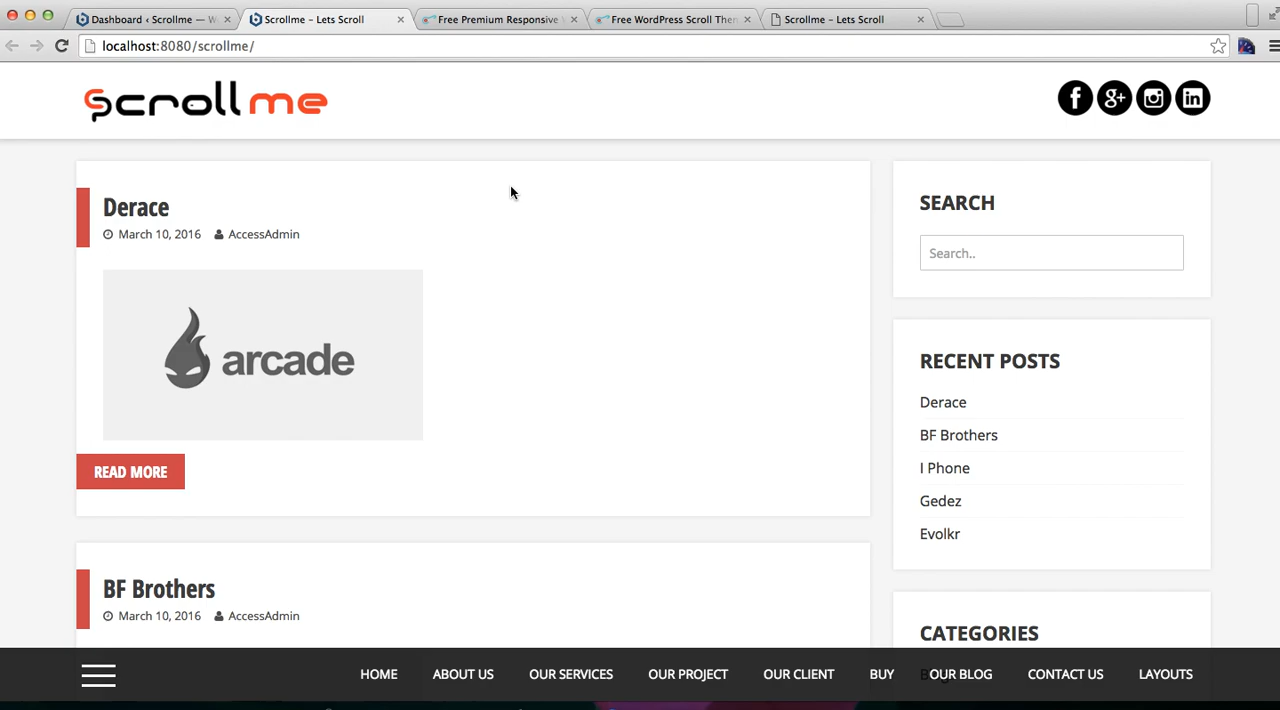 Dashboard ‹ Scrollme — W
Scrollme – Lets Scroll
Free Premium Responsive
Free WordPress Scroll The
Scrollme – Lets Scroll
localhost:8080/scrollme/
scroll me
Derace
March 10, 2016 AccessAdmin
arcade
READ MORE
BF Brothers
March 10, 2016 AccessAdmin
SEARCH
Search..
RECENT POSTS
Derace
BF Brothers
I Phone
Gedez
Evolkr
CATEGORIES
HOME ABOUT US OUR SERVICES OUR PROJECT OUR CLIENT BUY OUR BLOG CONTACT US LAYOUTS